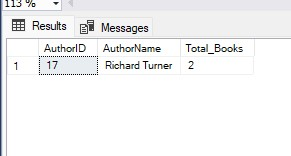 113 %
Results Messages
AuthorID AuthorName Total_Books
1 17 Richard Turner 2